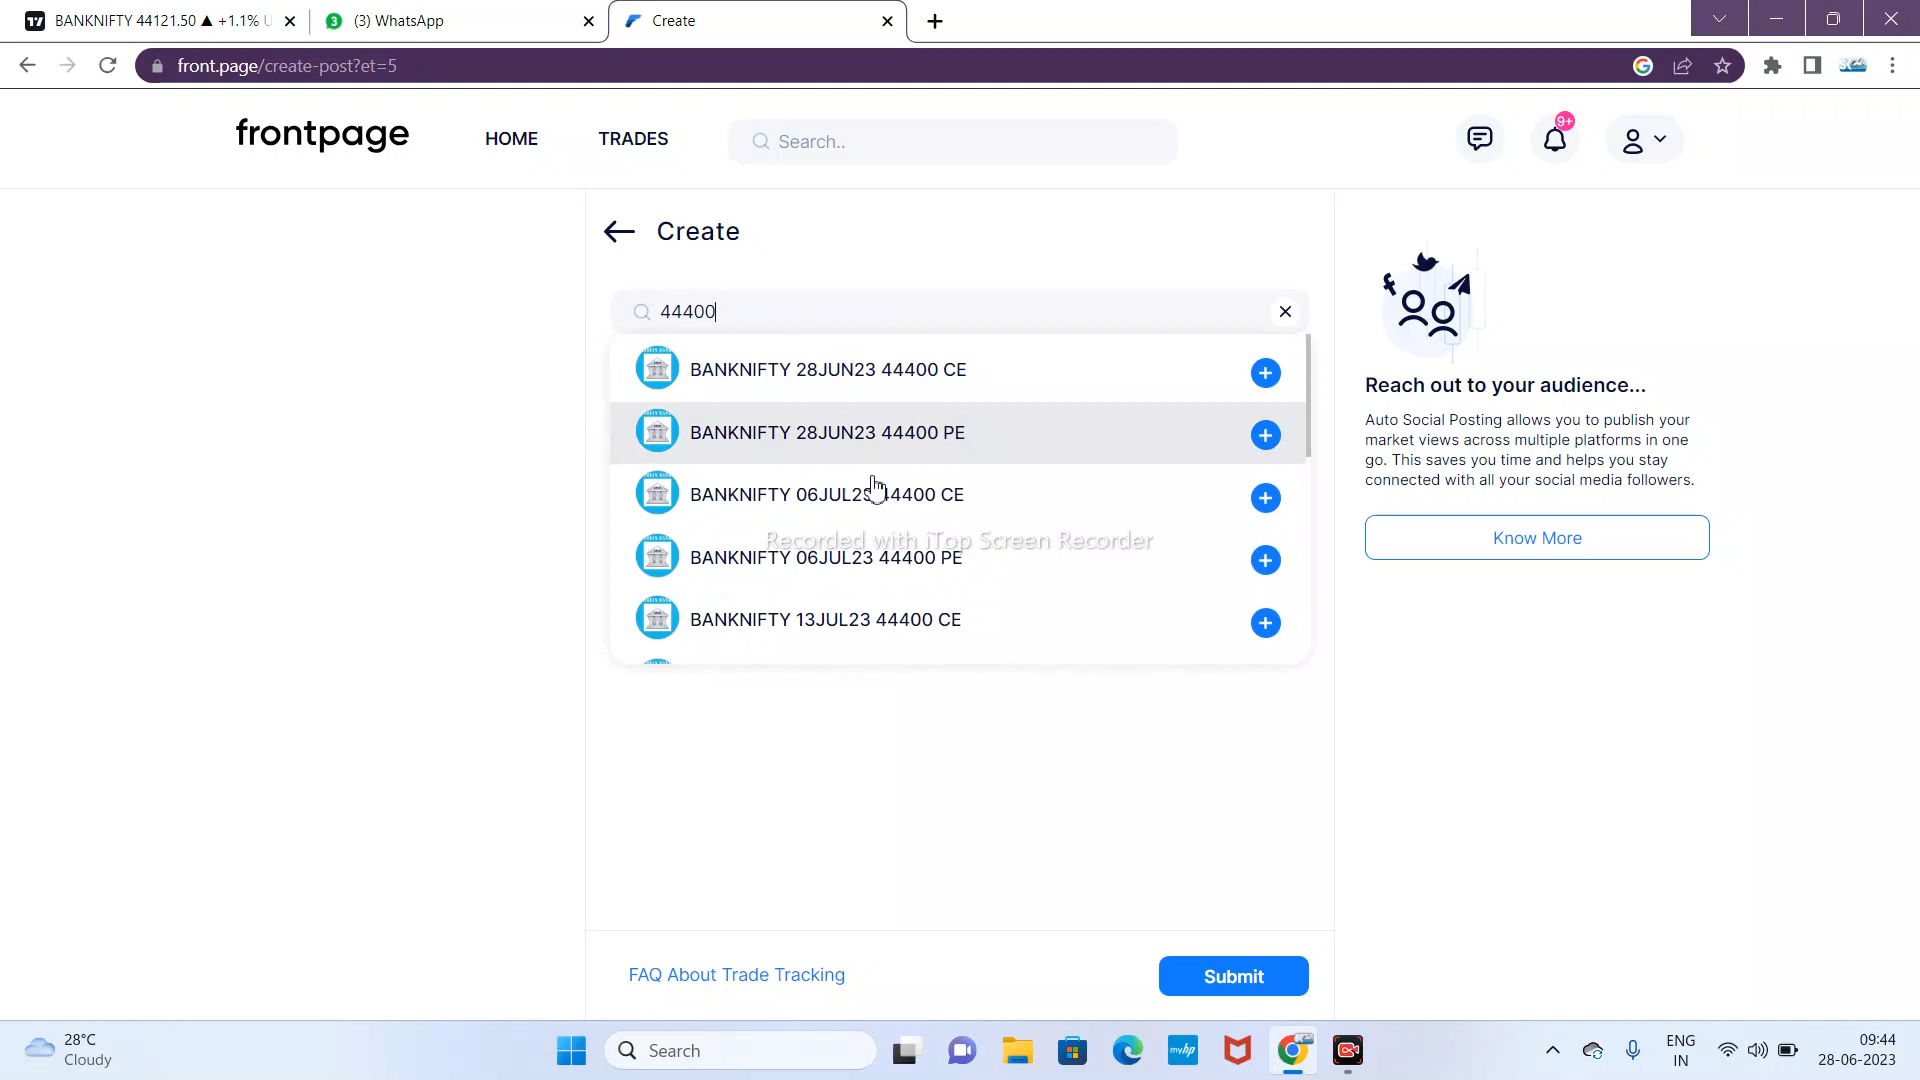 BANKNIFTY 44121.50 ▲ +1.1% U
3 (3) WhatsApp
Create
front.page/create-post?et=5
frontpage
HOME
TRADES
Search..
9+
Create
44400
BANKNIFTY 28JUN23 44400 CE
BANKNIFTY 28JUN23 44400 PE
BANKNIFTY 06JUL23 44400 CE
Recorded with iTop Screen Recorder
BANKNIFTY 06JUL23 44400 PE
BANKNIFTY 13JUL23 44400 CE
Reach out to your audience...
Auto Social Posting allows you to publish your
market views across multiple platforms in one
go. This saves you time and helps you stay
connected with all your social media followers.
Know More
FAQ About Trade Tracking
Submit
28°C
Cloudy
Search
myhp
ENG
IN
09:44
28-06-2023